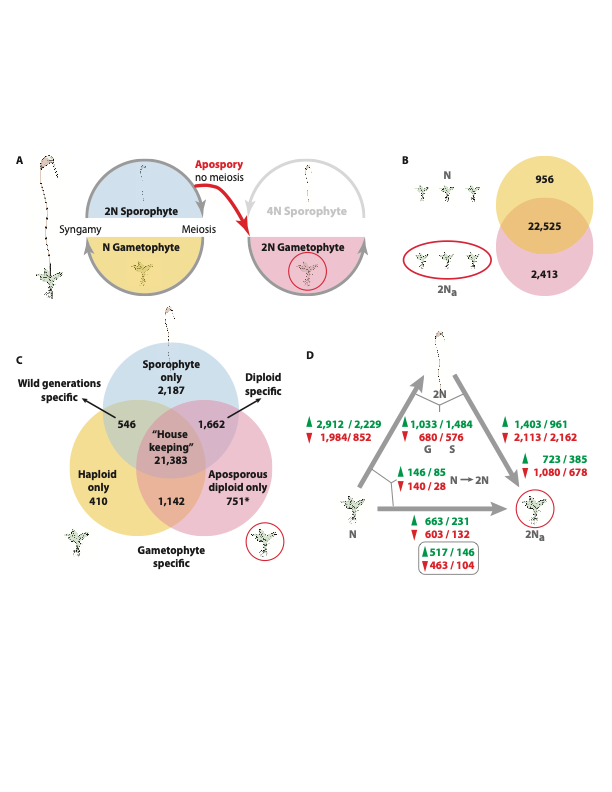 A
Apospory
no meiosis
2N Sporophyte
4N Sporophyte
Syngamy
Meiosis
N Gametophyte
2N Gametophyte
B
N
956
22,525
2,413
2Na
C
Sporophyte
only
2,187
Wild generations
specific
Diploid
specific
546
1,662
"House
keeping"
21,383
Haploid
only
410
Aposporous
diploid only
751*
1,142
Gametophyte
specific
D
2N
2,912 / 2,229
1,984/ 852
1,033 / 1,484
680 / 576
G S
1,403 / 961
2,113 / 2,162
723 / 385
1,080 / 678
146 / 85
140 / 28
N → 2N
N
2Na
663 / 231
603 / 132
517 / 146
463 / 104